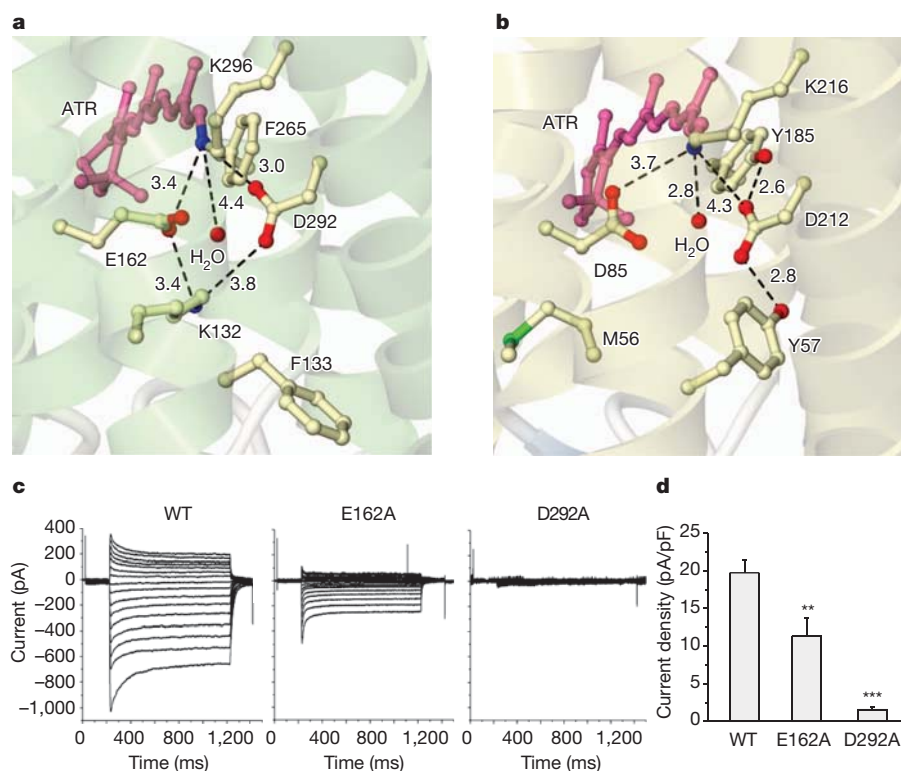 a
ATR
K296
F265
3.0
3.4
4.4
E162
H2O
D292
3.4
3.8
K132
F133
b
ATR
K216
Y185
3.7
2.8
4.3
2.6
D85
H2O
D212
2.8
M56
Y57
c
WT
E162A
D292A
Current (pA)
400
200
0
–200
–400
–600
–800
–1,000
0 400 800 1,200
0 400 800 1,200
0 400 800 1,200
Time (ms)
Time (ms)
Time (ms)
d
Current density (pA/pF)
25
20
15
10
5
0
**
***
WT E162A D292A